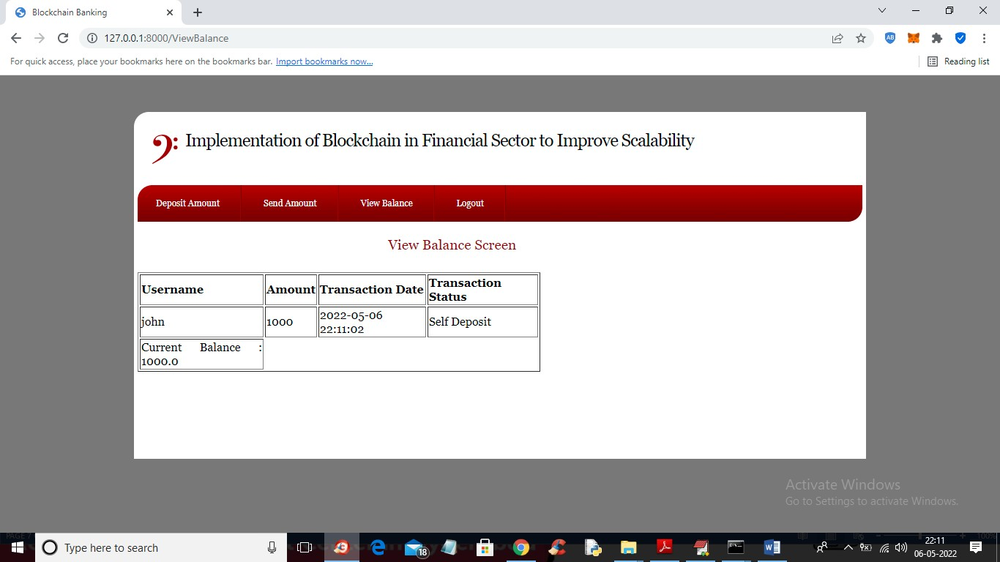 Blockchain Banking
127.0.0.1:8000/ViewBalance
AB
For quick access, place your bookmarks here on the bookmarks bar. Import bookmarks now...
Reading list
Implementation of Blockchain in Financial Sector to Improve Scalability
Deposit Amount Send Amount View Balance Logout
View Balance Screen
Username Amount Transaction Date Transaction
Status
john 1000 2022-05-06
22:11:02 Self Deposit
Current Balance :
1000.0
Activate Windows
Go to Settings to activate Windows.
100%
Type here to search
18
22:11
06-05-2022